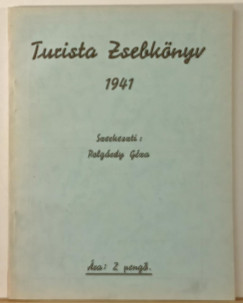 Turista Zsebkönyv
1941
Szerkeszti:
Polgárdy Géza
Ára: 2 pengő.